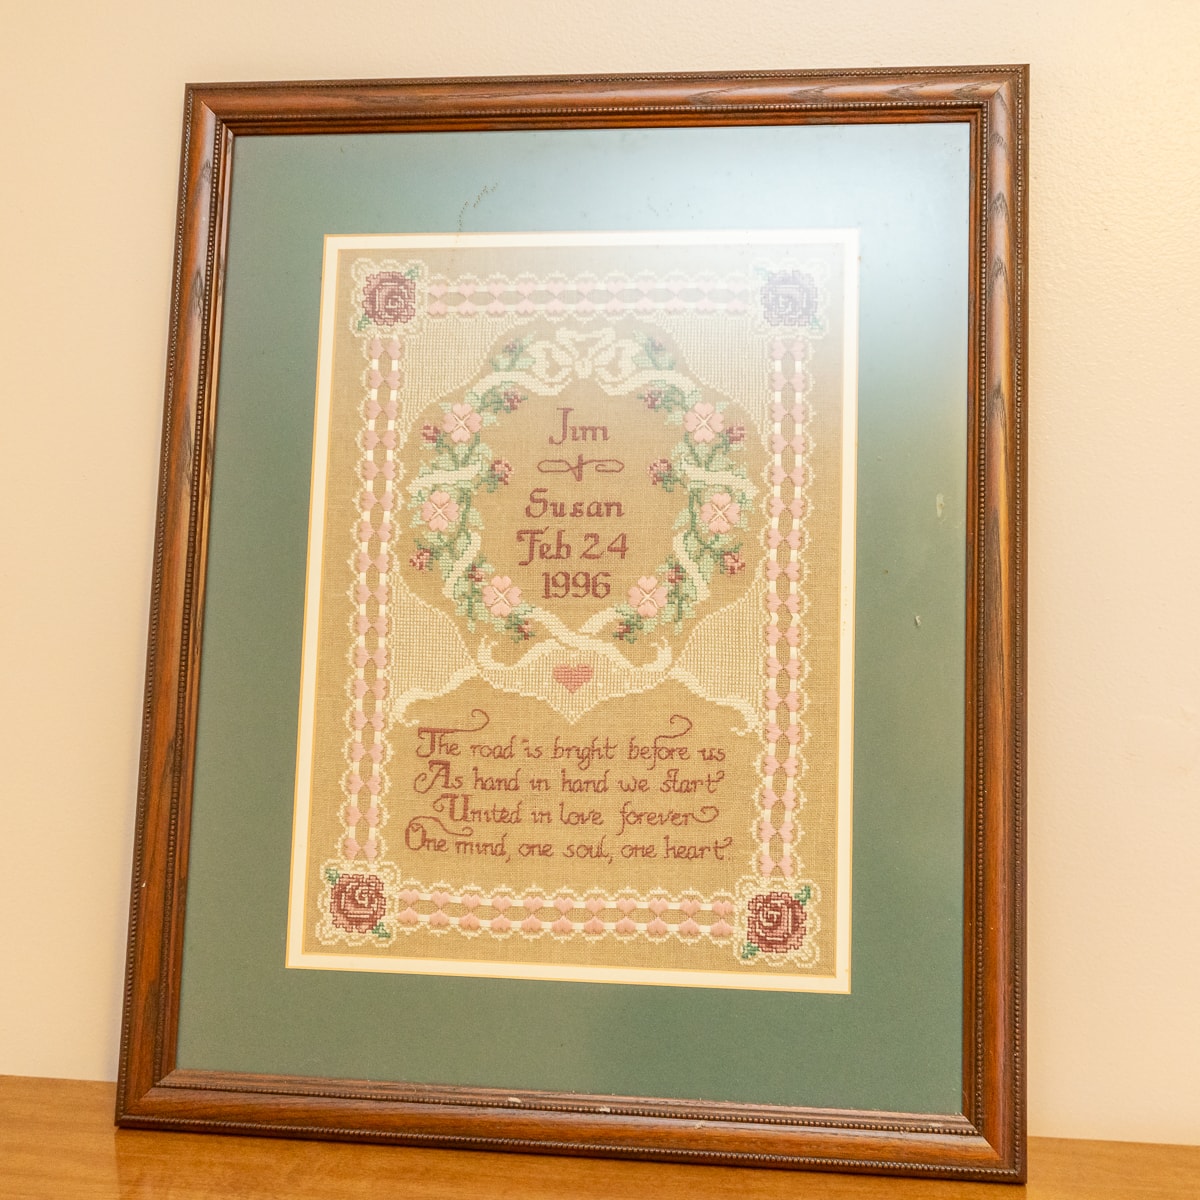 Jim
Susan
Feb 24
1996
The road is bright before us
As hand in hand we start
United in love forever
One mind, one soul, one heart